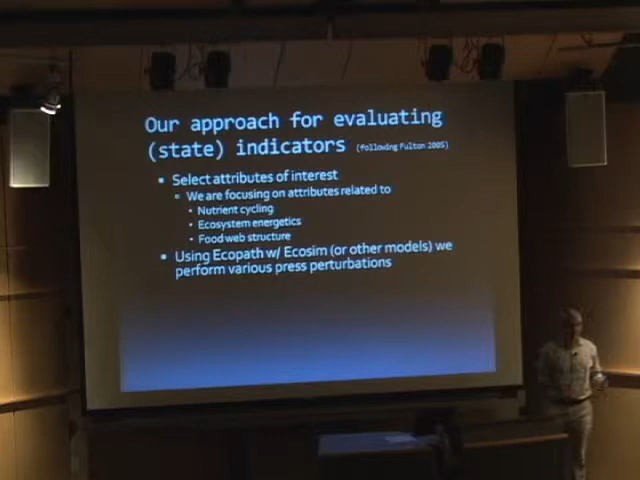 Our approach for evaluating
(state) indicators (following Fulton 2005)
Select attributes of interest
We are focusing on attributes related to
Nutrient cycling
Ecosystem energetics
Food web structure
Using Ecopath w/ Ecosim (or other models) we
perform various press perturbations